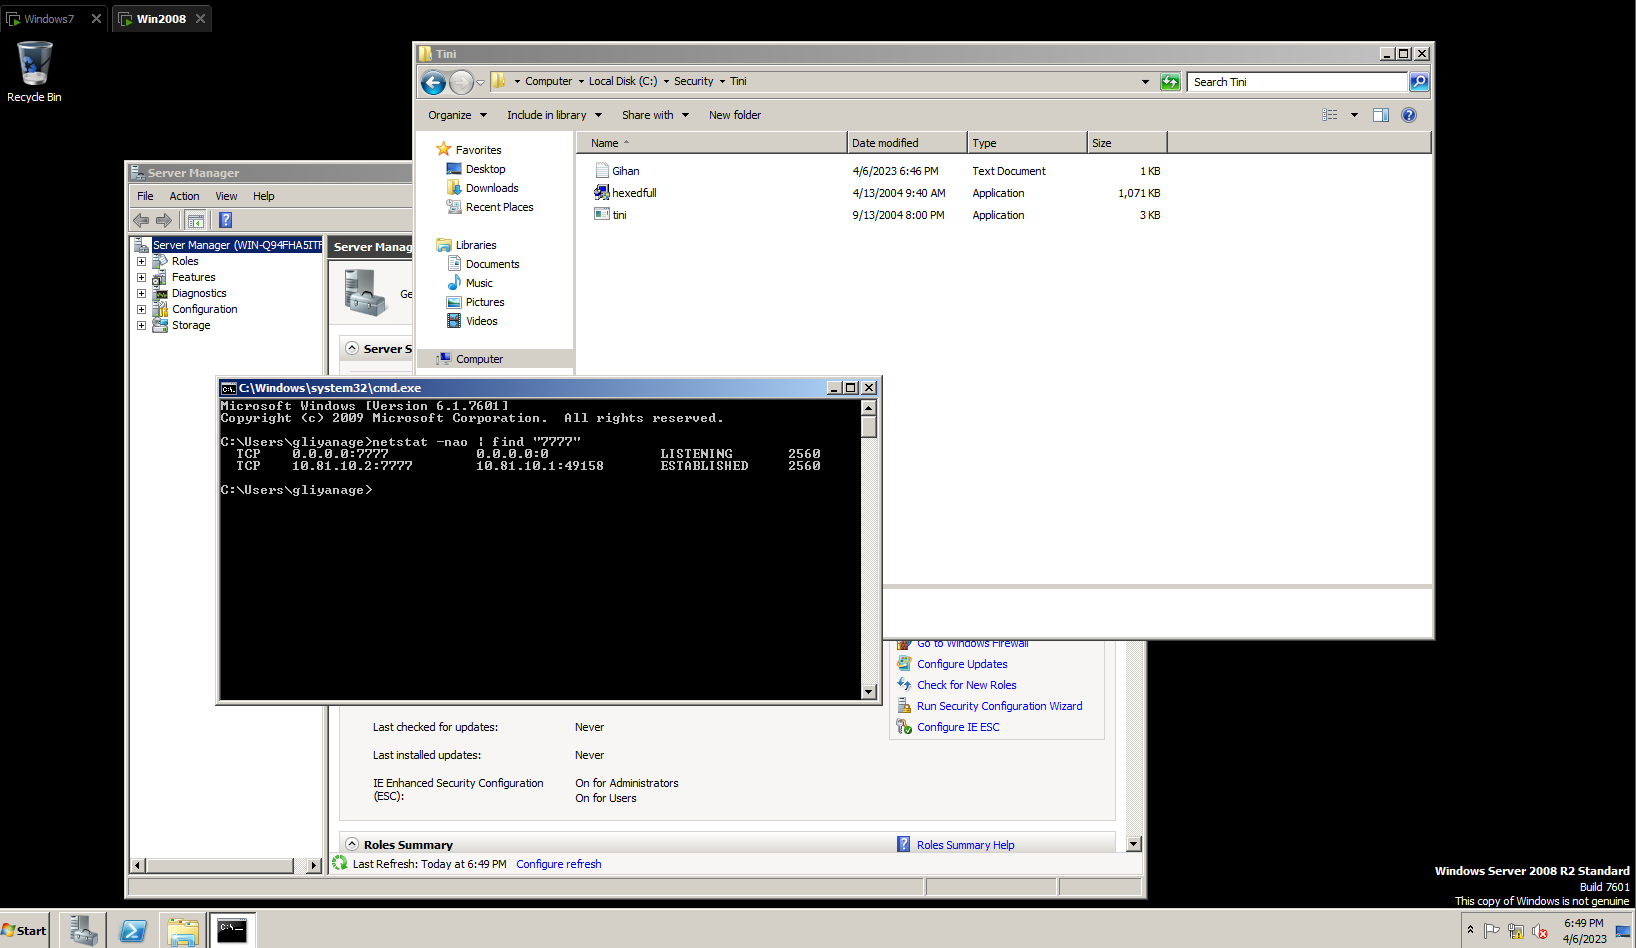 Windows7
Win2008
Recycle Bin
Tini
Computer
Local Disk (C:)
Security
Tini
Search Tini
Organize
Include in library
Share with
New folder
Favorites
Desktop
Downloads
Recent Places
Libraries
Documents
Music
Pictures
Videos
Computer
Name
Date modified
Type
Size
Gihan 4/6/2023 6:46 PM Text Document 1 KB
hexedfull 4/13/2004 9:40 AM Application 1,071 KB
tini 9/13/2004 8:00 PM Application 3 KB
Server Manager
File Action View Help
Server Manager (WIN-Q94FHA5ITF
Roles
Features
Diagnostics
Configuration
Storage
Server Manag
Ge
Server S
C:\Windows\system32\cmd.exe
Microsoft Windows [Version 6.1.7601]
Copyright (c) 2009 Microsoft Corporation.  All rights reserved.
C:\Users\gliyanage>netstat -nao | find "7777"
TCP    0.0.0.0:7777           0.0.0.0:0              LISTENING       2560
TCP    10.81.10.2:7777        10.81.10.1:49158       ESTABLISHED     2560
C:\Users\gliyanage>
Go to Windows Firewall
Configure Updates
Check for New Roles
Run Security Configuration Wizard
Configure IE ESC
Last checked for updates: Never
Last installed updates: Never
IE Enhanced Security Configuration On for Administrators
(ESC): On for Users
Roles Summary
Roles Summary Help
Last Refresh: Today at 6:49 PM Configure refresh
Windows Server 2008 R2 Standard
Build 7601
This copy of Windows is not genuine
Start
6:49 PM
4/6/2023